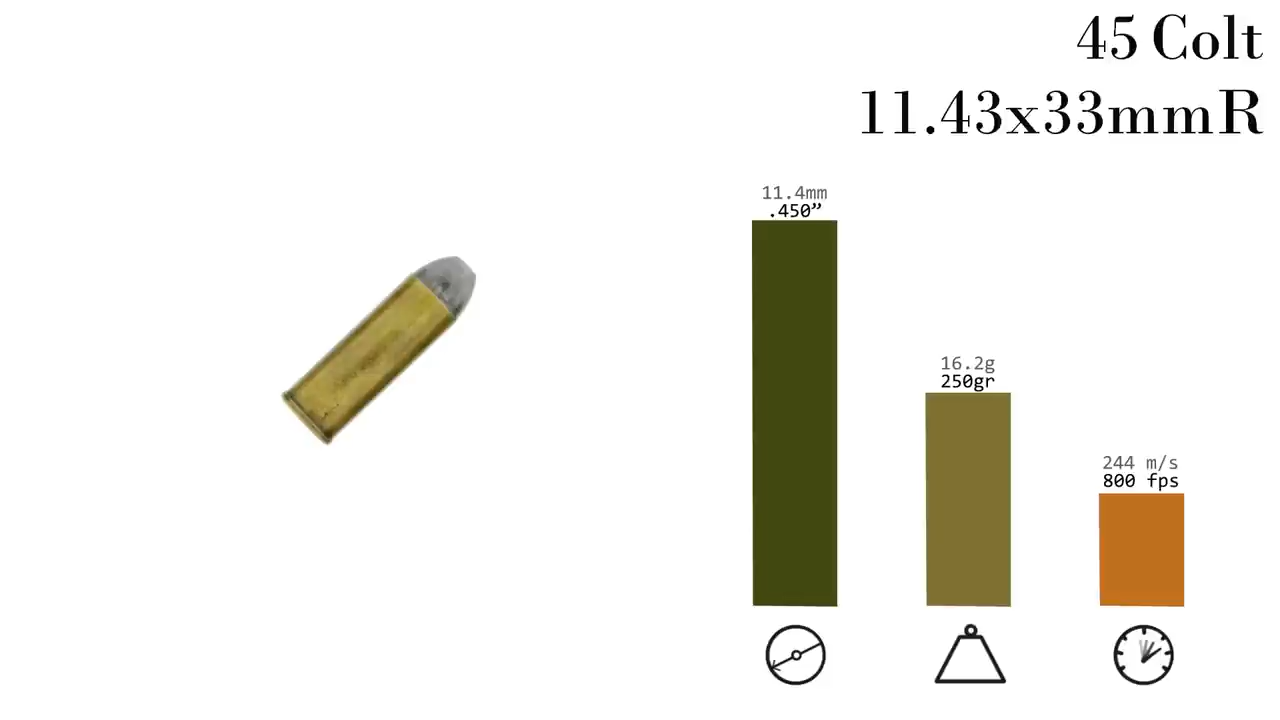 45 Colt
11.43x33mmR
11.4mm
.450”
16.2g
250gr
244 m/s
800 fps